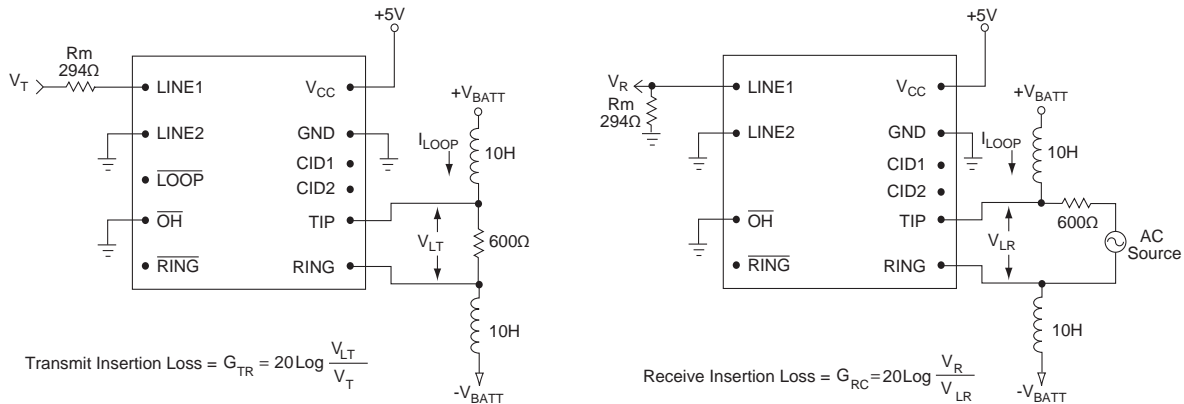 +5V
Rm
294Ω
V_T
LINE1
V_CC
+V_BATT
LINE2
GND
I_LOOP
10H
CID1
LOOP
CID2
OH
TIP
V_LT
600Ω
RING
RING
10H
Transmit Insertion Loss = G_TR = 20Log V_LT / V_T
-V_BATT
+5V
V_R
LINE1
V_CC
Rm
294Ω
+V_BATT
LINE2
GND
I_LOOP
10H
CID1
LOOP
CID2
OH
TIP
600Ω
V_LR
AC
Source
RING
RING
10H
Receive Insertion Loss = G_RC = 20Log V_R / V_LR
-V_BATT